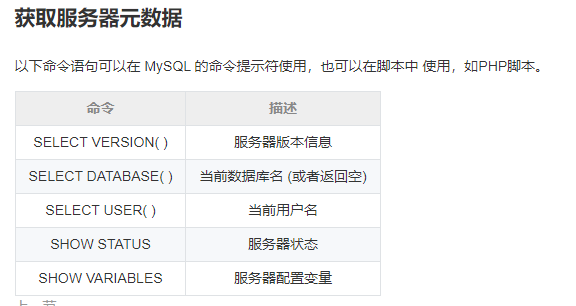 获取服务器元数据
以下命令语句可以在 MySQL 的命令提示符使用，也可以在脚本中 使用，如PHP脚本。
命令 描述
SELECT VERSION( ) 服务器版本信息
SELECT DATABASE( ) 当前数据库名 (或者返回空)
SELECT USER( ) 当前用户名
SHOW STATUS 服务器状态
SHOW VARIABLES 服务器配置变量